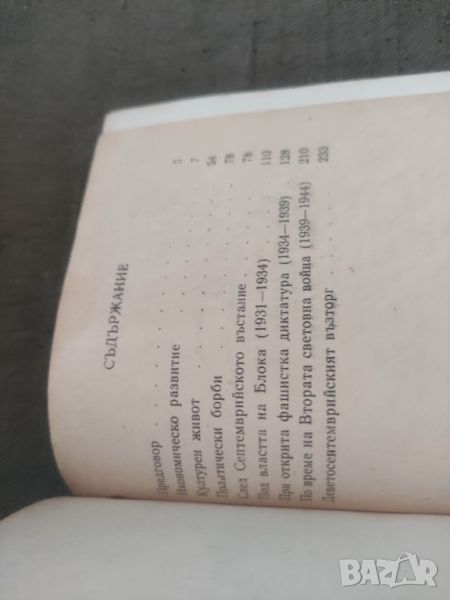 СЪДЪРЖАНИЕ
Предговор . . . . . . . . . 5
Икономическо развитие . . . . . . 7
Културен живот . . . . . . . . 54
Политически борби . . . . . . . 78
След Септемврийското въстание . . . . 78
Под властта на Блока (1931—1934) . . . 110
При открита фашистка диктатура (1934—1939) . 128
По време на Втората световна война (1939—1944) 210
Деветосептемврийският възторг . . . . 233
BAZAR.bg